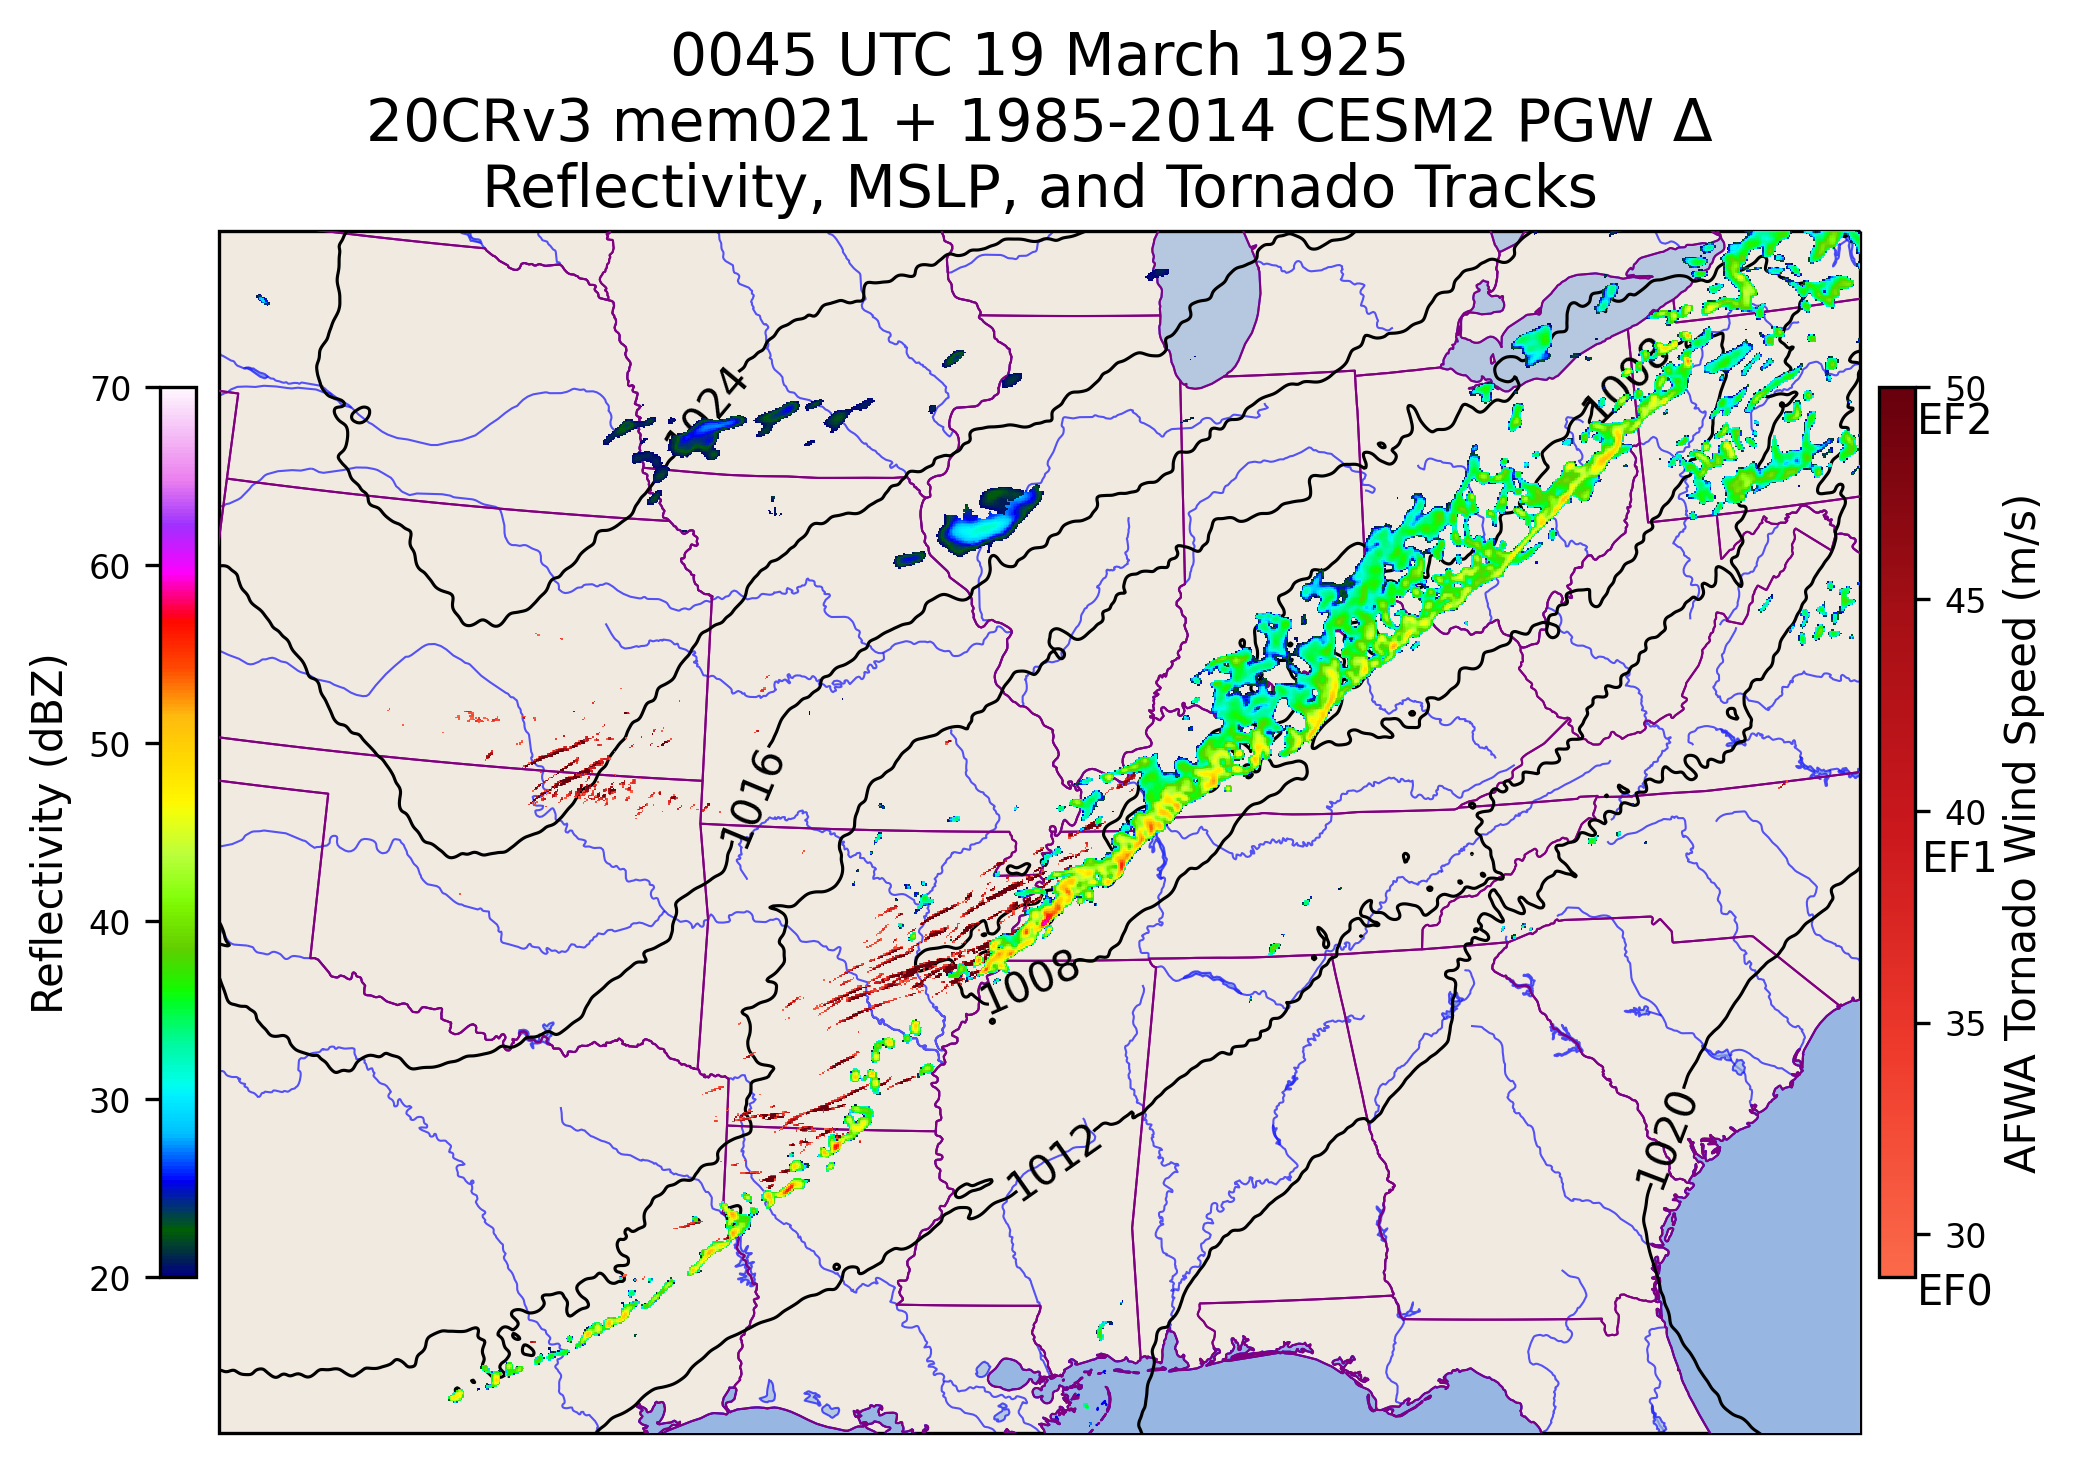 0045 UTC 19 March 1925
20CRv3 mem021 + 1985-2014 CESM2 PGW Δ
Reflectivity, MSLP, and Tornado Tracks
70
60
50
40
30
20
Reflectivity (dBZ)
1024
1008
1016
1008
1012
1020
50
EF2
45
40
EF1
35
30
EF0
AFWA Tornado Wind Speed (m/s)